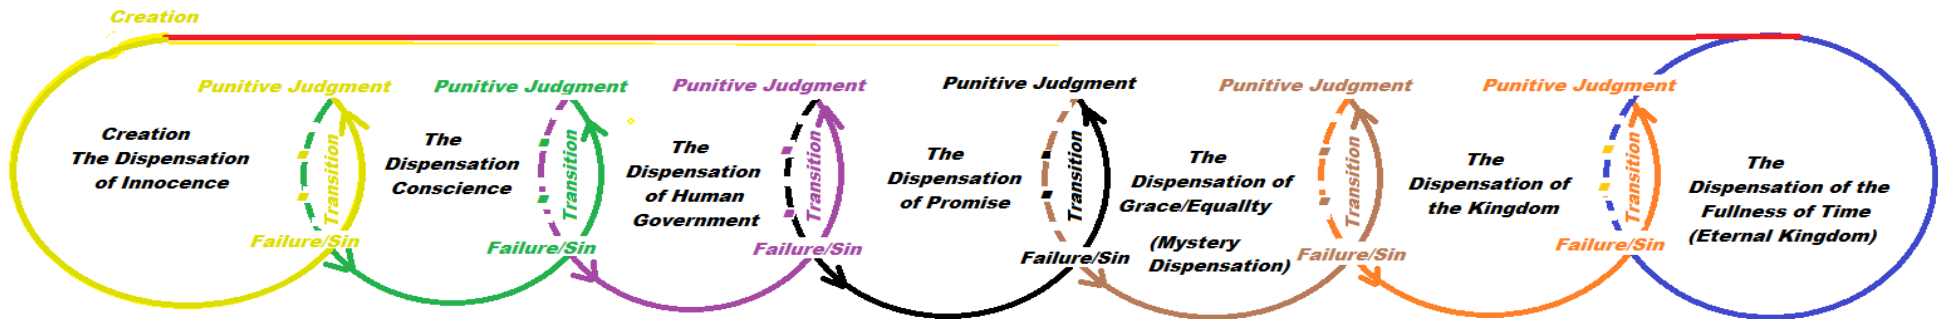 Creation
Punitive Judgment
Punitive Judgment
Punitive Judgment
Punitive Judgment
Punitive Judgment
Punitive Judgment
Creation
The Dispensation
of Innocence
Transition
Failure/Sin
The
Dispensation
Conscience
Transition
Failure/Sin
The
Dispensation
of Human
Government
Transition
Failure/Sin
The
Dispensation
of Promise
Transition
Failure/Sin
The
Dispensation of
Grace/Equallty
(Mystery
Dispensation)
Transition
Failure/Sin
The
Dispensation of
the Kingdom
Transition
Failure/Sin
The
Dispensation of the
Fullness of Time
(Eternal Kingdom)